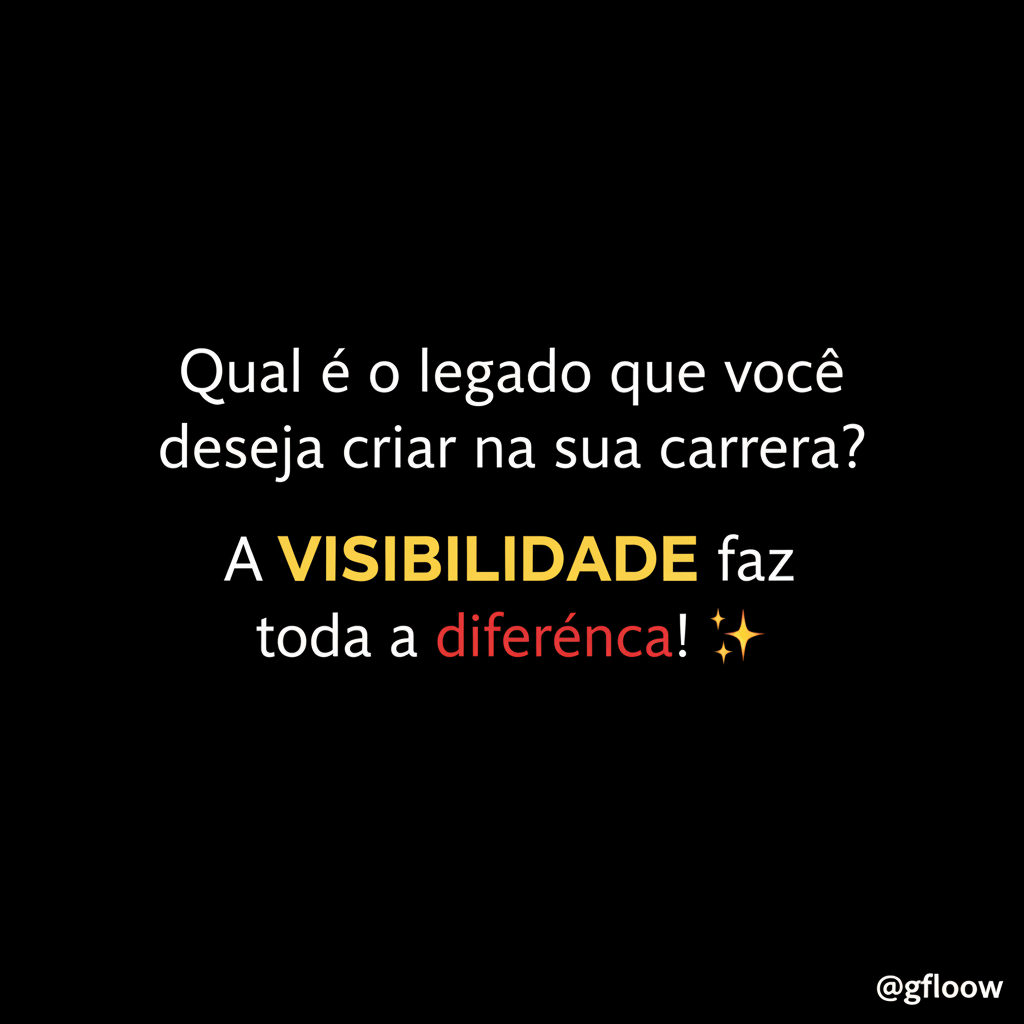 Qual é o legado que você
deseja criar na sua carrera?
A VISIBILIDADE faz
toda a diferénca! ✨
@gfloow